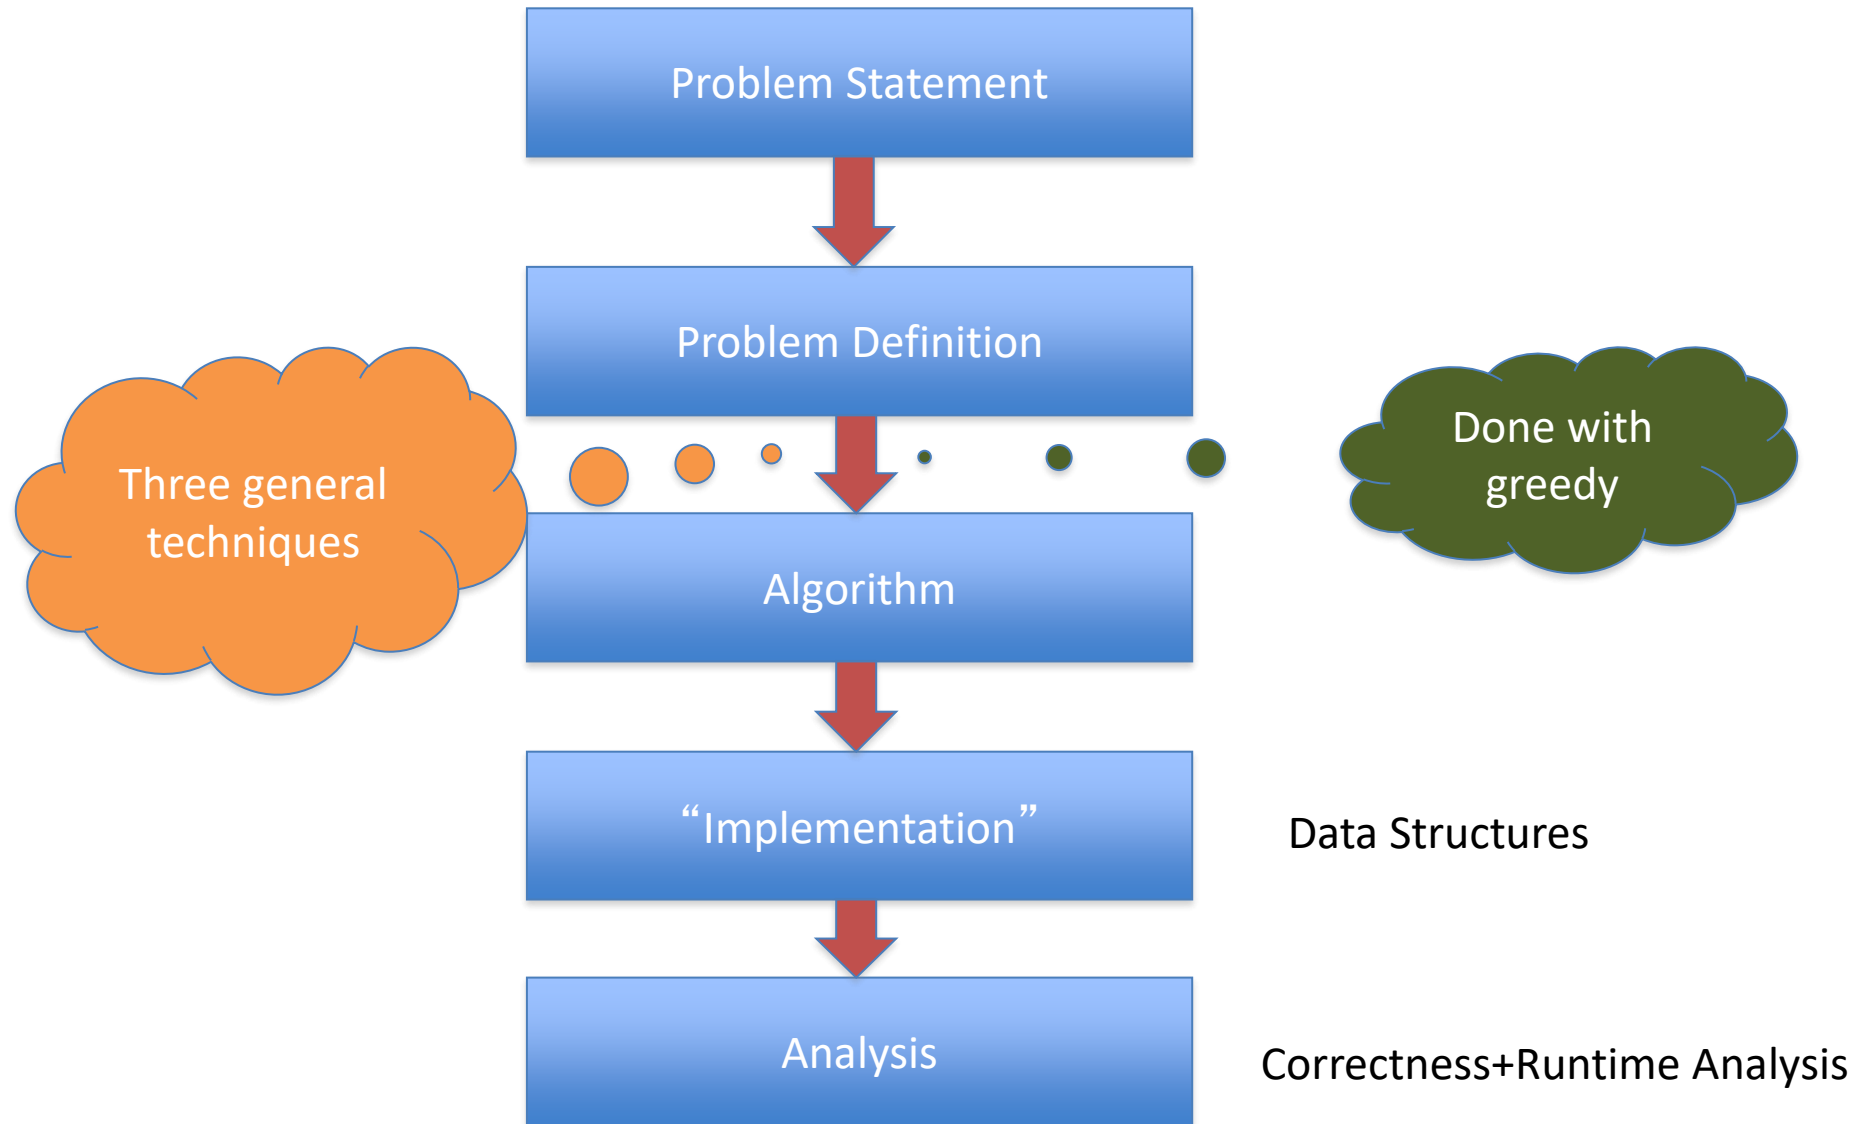 Problem Statement
Problem Definition
Three general
techniques
Done with
greedy
Algorithm
“Implementation”
Data Structures
Analysis
Correctness+Runtime Analysis